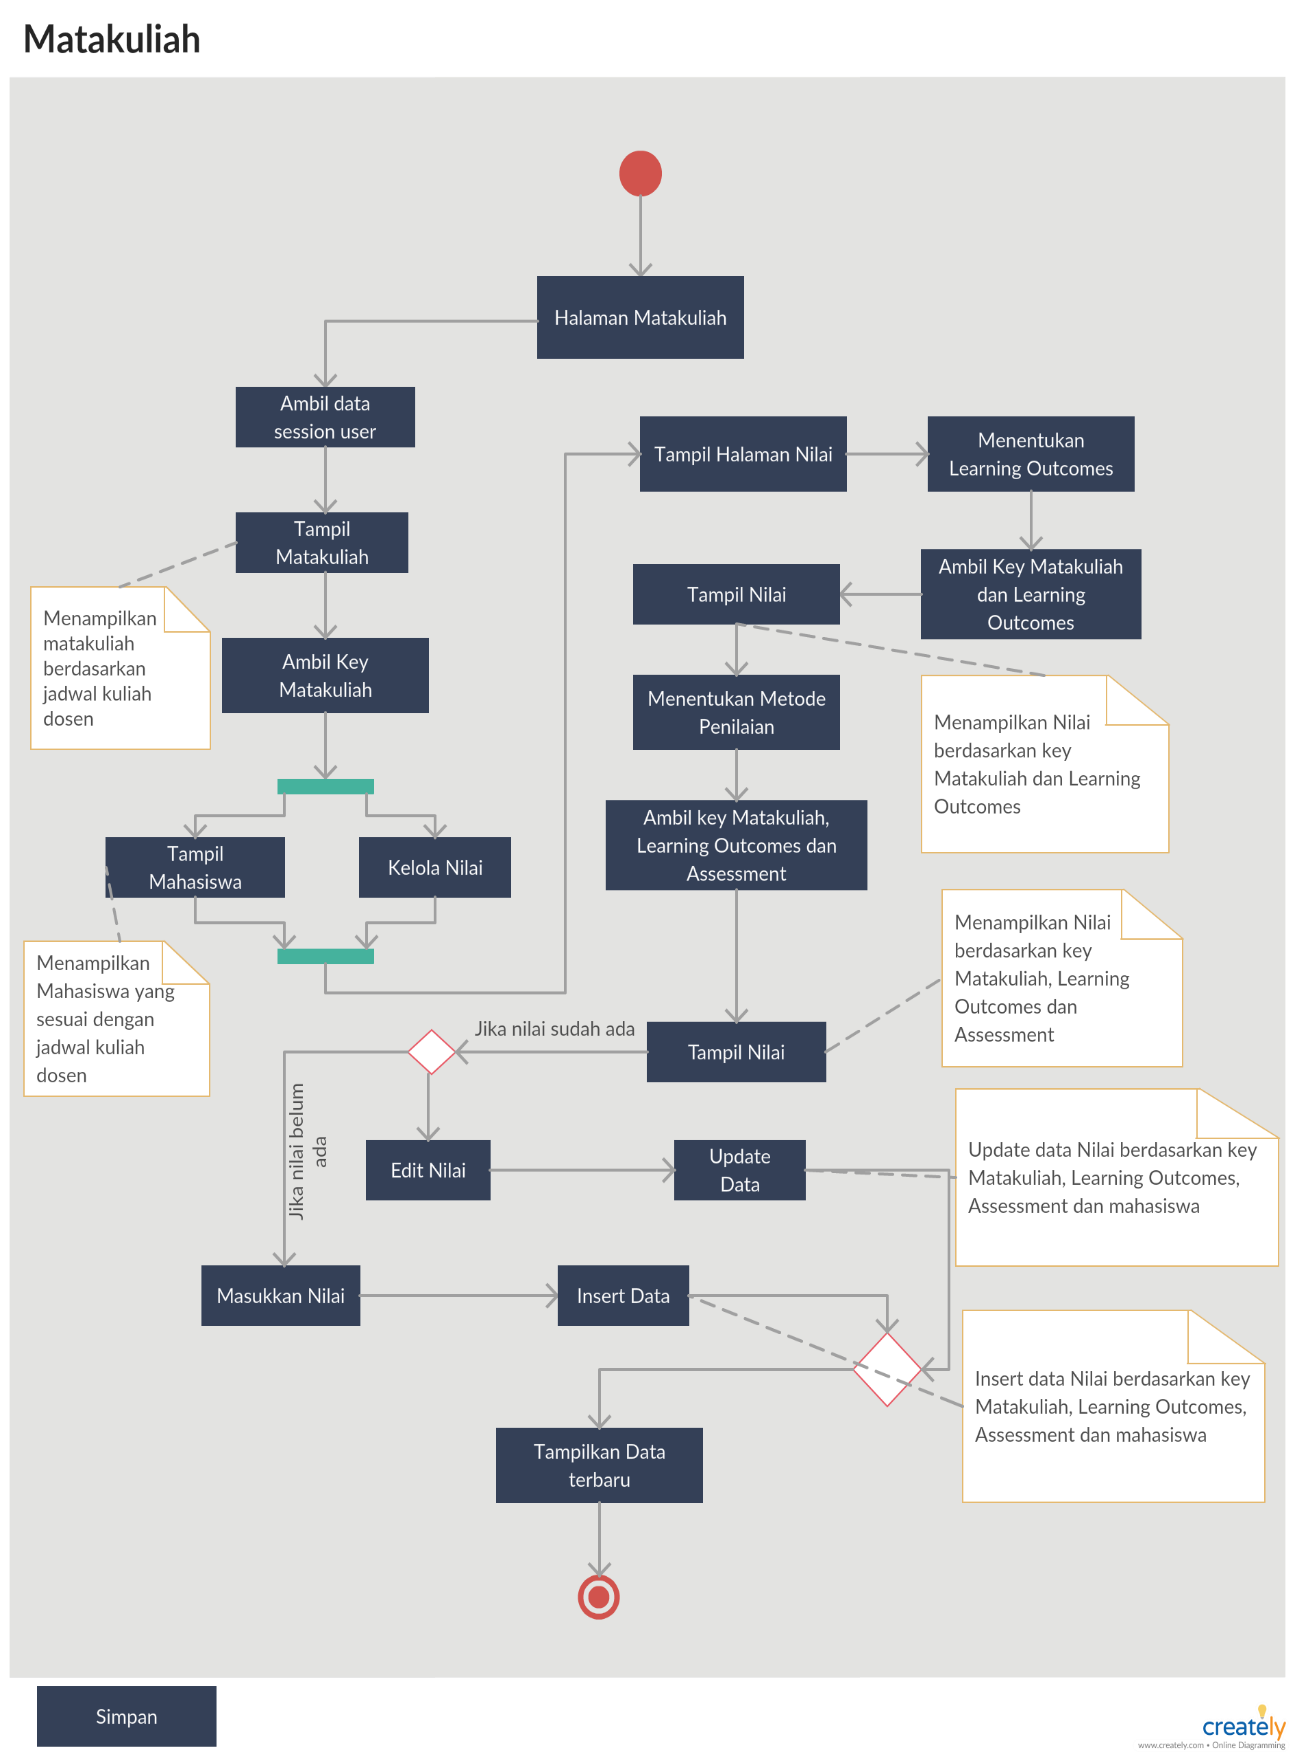 Matakuliah
Halaman Matakuliah
Ambil data
session user
Tampil
Matakuliah
Menampilkan
matakuliah
berdasarkan
jadwal kuliah
dosen
Ambil Key
Matakuliah
Tampil
Mahasiswa
Kelola Nilai
Menampilkan
Mahasiswa yang
sesuai dengan
jadwal kuliah
dosen
Tampil Halaman Nilai
Menentukan
Learning Outcomes
Ambil Key Matakuliah
dan Learning
Outcomes
Tampil Nilai
Menampilkan Nilai
berdasarkan key
Matakuliah dan Learning
Outcomes
Menentukan Metode
Penilaian
Ambil key Matakuliah,
Learning Outcomes dan
Assessment
Menampilkan Nilai
berdasarkan key
Matakuliah, Learning
Outcomes dan
Assessment
Tampil Nilai
Jika nilai sudah ada
Jika nilai belum
ada
Edit Nilai
Update
Data
Update data Nilai berdasarkan key
Matakuliah, Learning Outcomes,
Assessment dan mahasiswa
Masukkan Nilai
Insert Data
Insert data Nilai berdasarkan key
Matakuliah, Learning Outcomes,
Assessment dan mahasiswa
Tampilkan Data
terbaru
Simpan
creately
www.creately.com • Online Diagramming